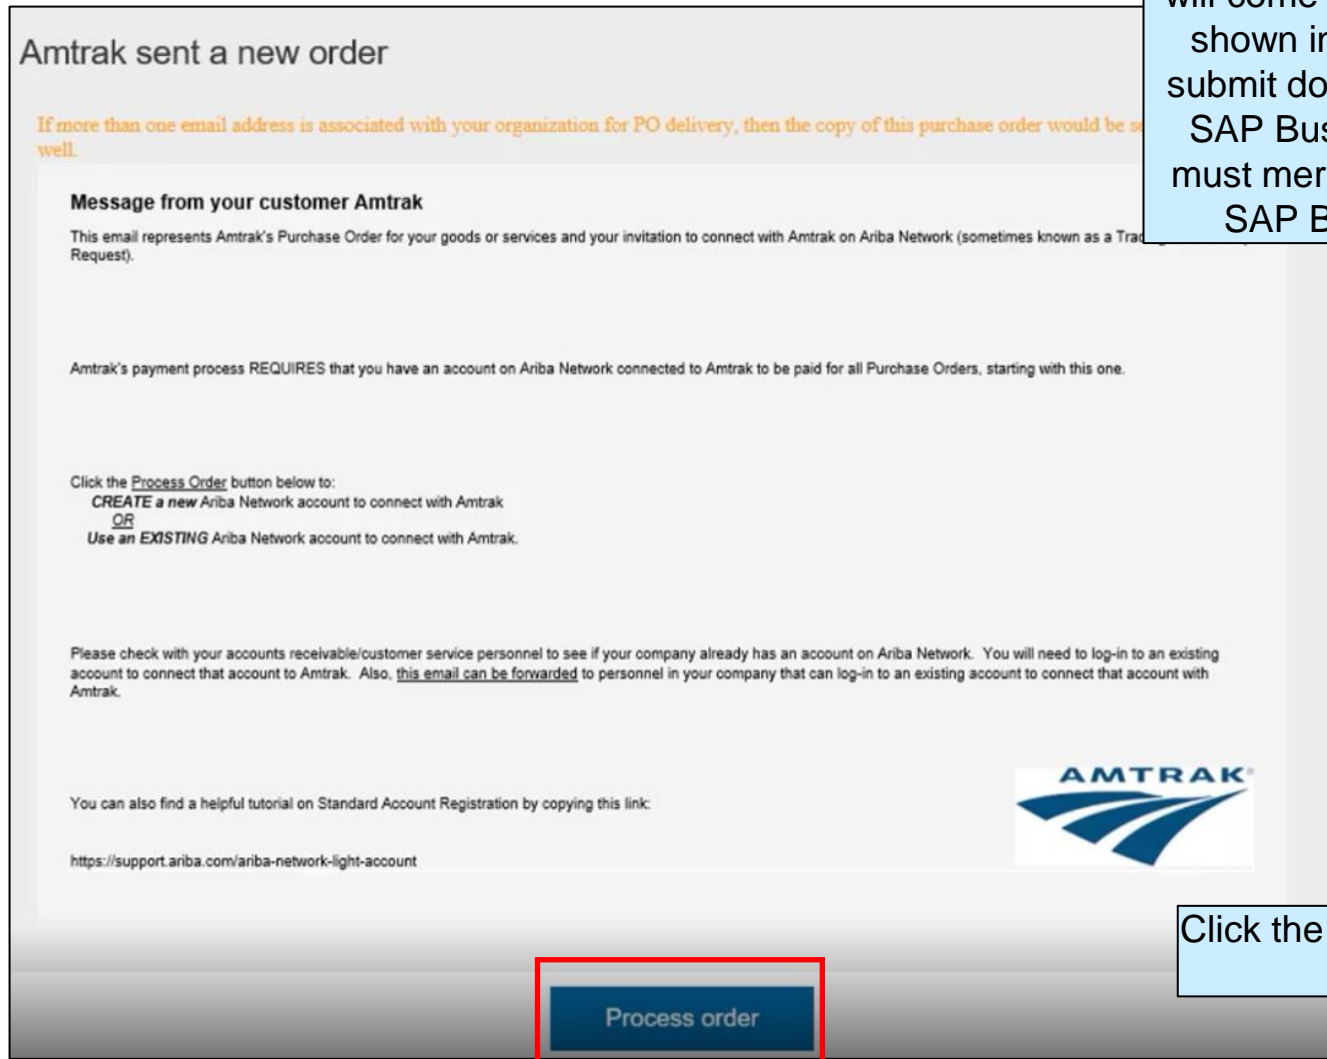 will come
shown in
submit do
SAP Bus
must mer
SAP B
Amtrak sent a new order
If more than one email address is associated with your organization for PO delivery, then the copy of this purchase order would be se
well.
Message from your customer Amtrak
This email represents Amtrak's Purchase Order for your goods or services and your invitation to connect with Amtrak on Ariba Network (sometimes known as a Trad
Request).
Amtrak's payment process REQUIRES that you have an account on Ariba Network connected to Amtrak to be paid for all Purchase Orders, starting with this one.
Click the Process Order button below to:
CREATE a new Ariba Network account to connect with Amtrak
OR
Use an EXISTING Ariba Network account to connect with Amtrak.
Please check with your accounts receivable/customer service personnel to see if your company already has an account on Ariba Network. You will need to log-in to an existing
account to connect that account to Amtrak. Also, this email can be forwarded to personnel in your company that can log-in to an existing account to connect that account with
Amtrak.
AMTRAK
You can also find a helpful tutorial on Standard Account Registration by copying this link:
https://support.ariba.com/ariba-network-light-account
Click the
Process order